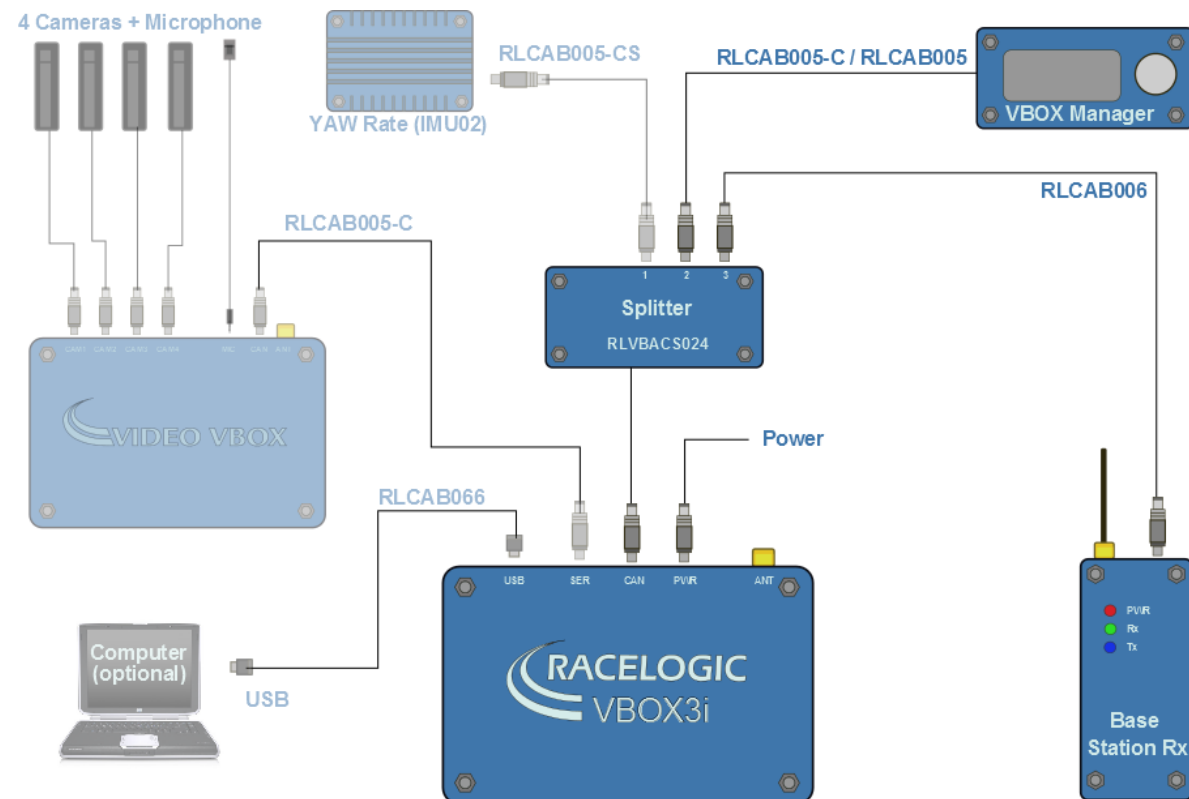 4 Cameras + Microphone
RLCAB005-CS
RLCAB005-C / RLCAB005
YAW Rate (IMU02)
VBOX Manager
RLCAB006
RLCAB005-C
1 2 3
Splitter
RLVBACS024
CAM1 CAM2 CAM3 CAM4 MIC CAN ANT
VIDEO VBOX
Power
RLCAB066
USB SER CAN PWR ANT
PWR
Rx
Tx
Computer
(optional)
USB
RACELOGIC
VBOX3i
Base
Station Rx